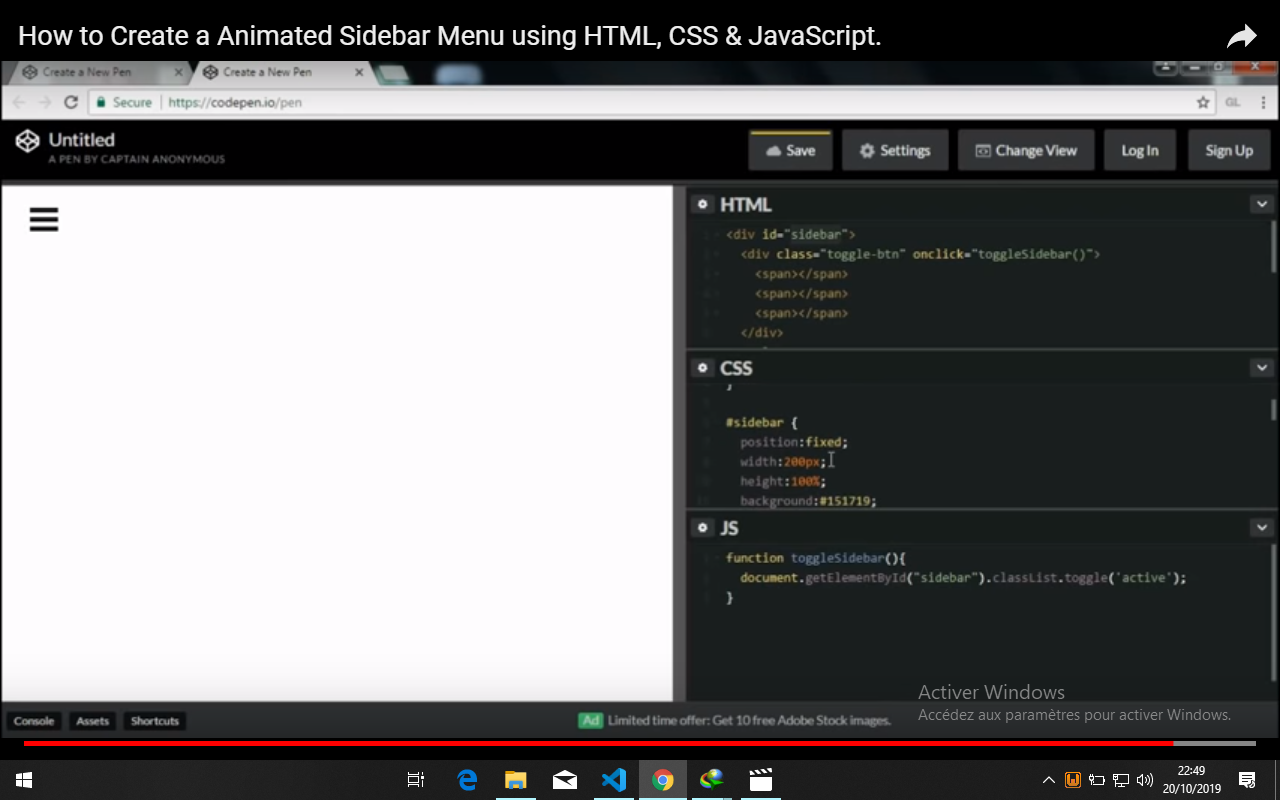 How to Create a Animated Sidebar Menu using HTML, CSS & JavaScript.
Create a New Pen
Create a New Pen
Secure | https://codepen.io/pen
GL
Untitled
A PEN BY CAPTAIN ANONYMOUS
Save
Settings
Change View
Log In
Sign Up
HTML
<div id="sidebar">
<div class="toggle-btn" onclick="toggleSidebar()">
<span></span>
<span></span>
<span></span>
</div>
CSS
#sidebar {
position:fixed;
width:200px;
height:100%;
background:#151719;
JS
function toggleSidebar(){
document.getElementById("sidebar").classList.toggle('active');
}
Activer Windows
Accédez aux paramètres pour activer Windows.
Console
Assets
Shortcuts
Ad Limited time offer: Get 10 free Adobe Stock images.
22:49
20/10/2019